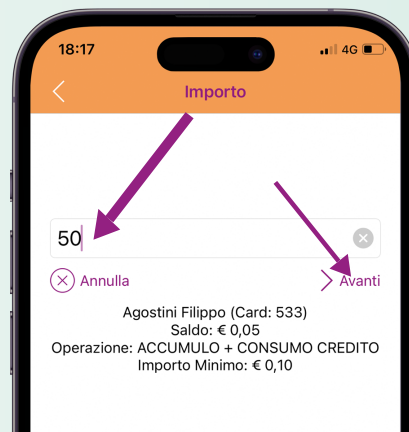 18:17 4G
Importo
50
Annulla Avanti
Agostini Filippo (Card: 533)
Saldo: € 0,05
Operazione: ACCUMULO + CONSUMO CREDITO
Importo Minimo: € 0,10